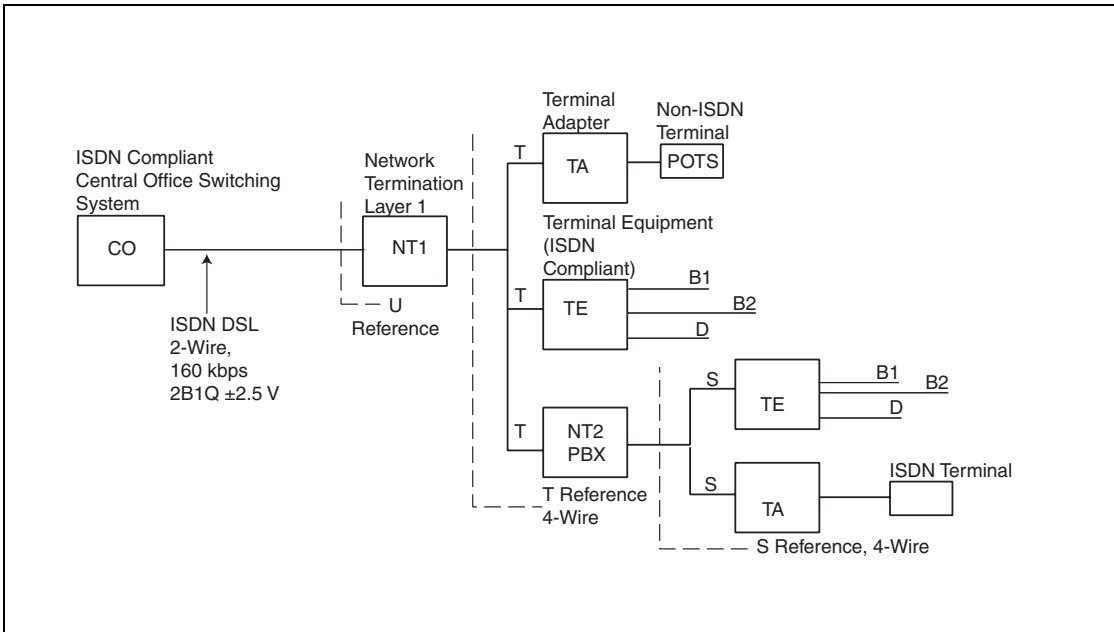 ISDN Compliant
Central Office Switching
System
CO
ISDN DSL
2-Wire,
160 kbps
2B1Q ±2.5 V
Network
Termination
Layer 1
NT1
U
Reference
T
Terminal
Adapter
TA
Non-ISDN
Terminal
POTS
T
Terminal Equipment
(ISDN
Compliant)
TE
B1
B2
D
T
NT2
PBX
T Reference
4-Wire
S
TE
B1
B2
D
S
TA
ISDN Terminal
S Reference, 4-Wire